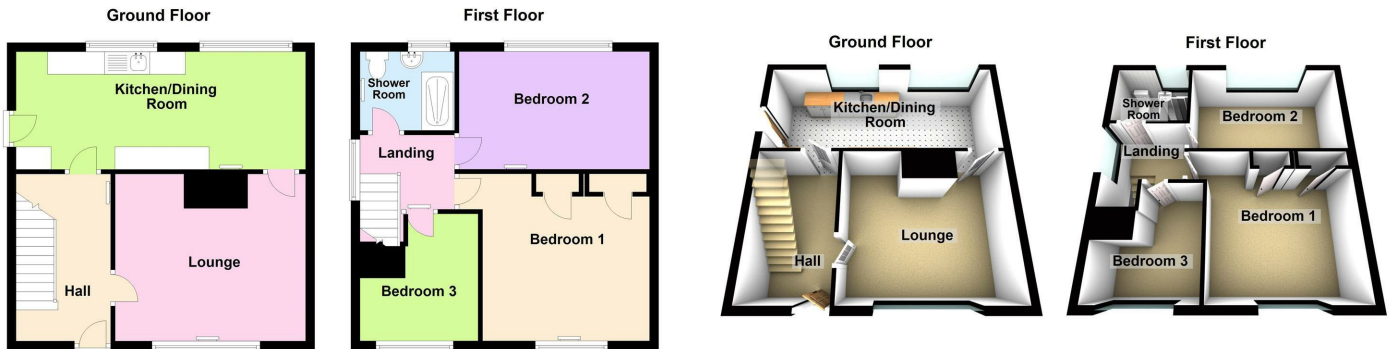 Ground Floor
Kitchen/Dining
Room
Hall
Lounge
First Floor
Shower
Room
Bedroom 2
Landing
Bedroom 1
Bedroom 3
Ground Floor
Kitchen/Dining
Room
Lounge
Hall
First Floor
Shower
Room
Bedroom 2
Landing
Bedroom 1
Bedroom 3